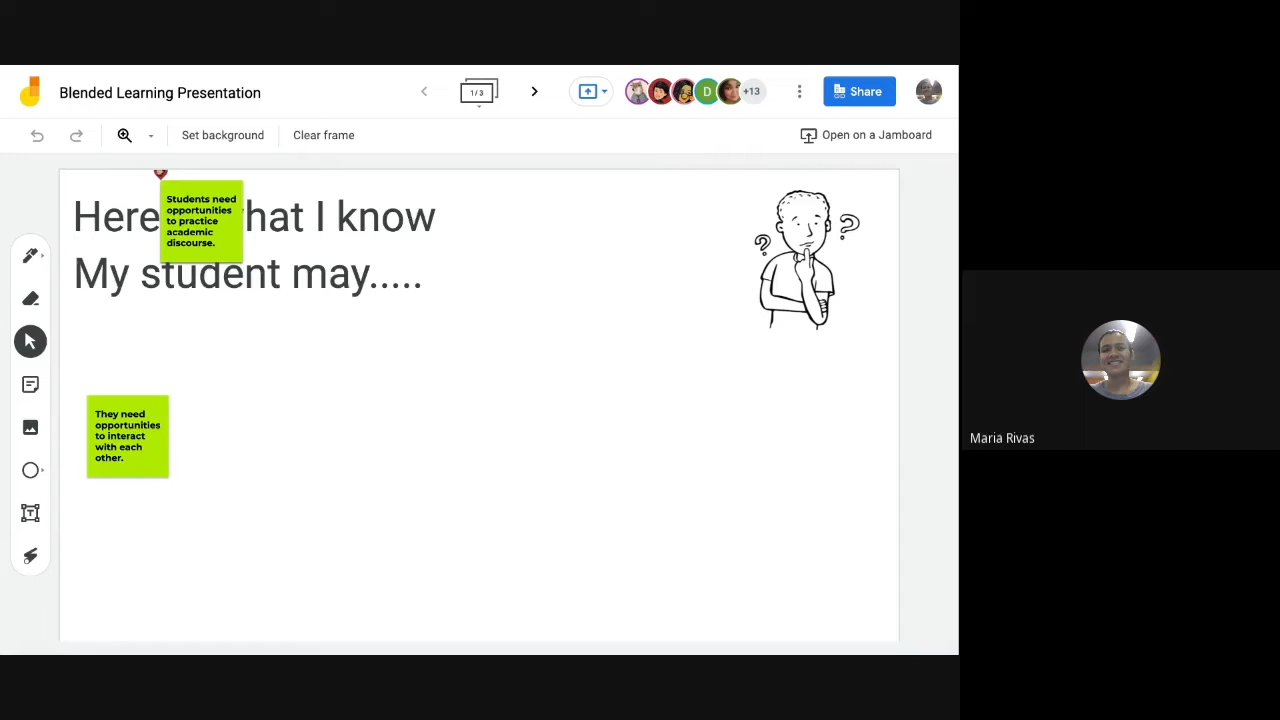 Blended Learning Presentation
1/3
D
+13
Share
Set background
Clear frame
Open on a Jamboard
Here what I know
My student may.....
Students need
opportunities
to practice
academic
discourse.
?
?
They need
opportunities
to interact
with each
other.
T
Maria Rivas